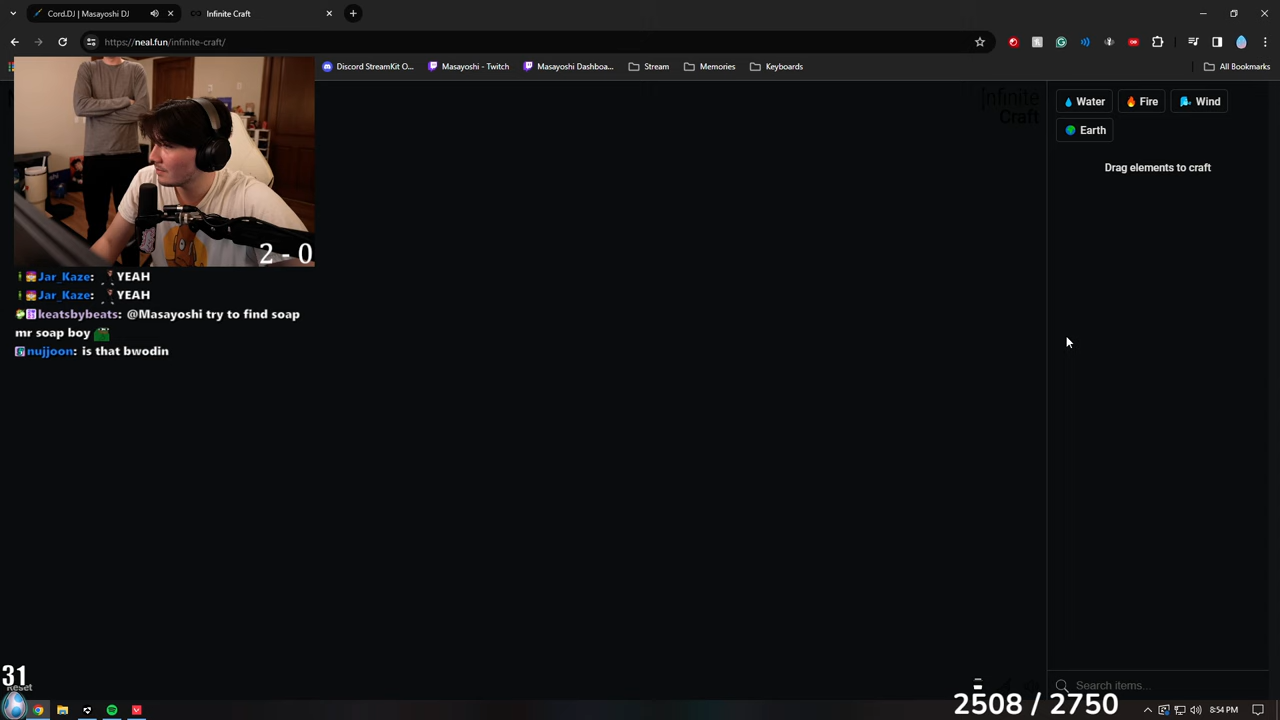 Cord.DJ | Masayoshi DJ
Infinite Craft
https://neal.fun/infinite-craft/
Discord StreamKit O...
Masayoshi - Twitch
Masayoshi Dashboa...
Stream
Memories
Keyboards
All Bookmarks
Infinite
Craft
Water
Fire
Wind
Earth
Drag elements to craft
2 - 0
Jar_Kaze: YEAH
Jar_Kaze: YEAH
keatsbybeats: @Masayoshi try to find soap
mr soap boy
nujjoon: is that bwodin
31
Reset
Search items...
2508 / 2750
8:54 PM